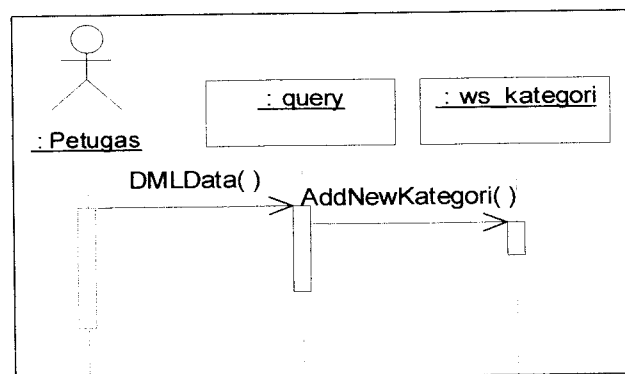 : query
: ws_kategori
: Petugas
DMLData( )
AddNewKategori( )